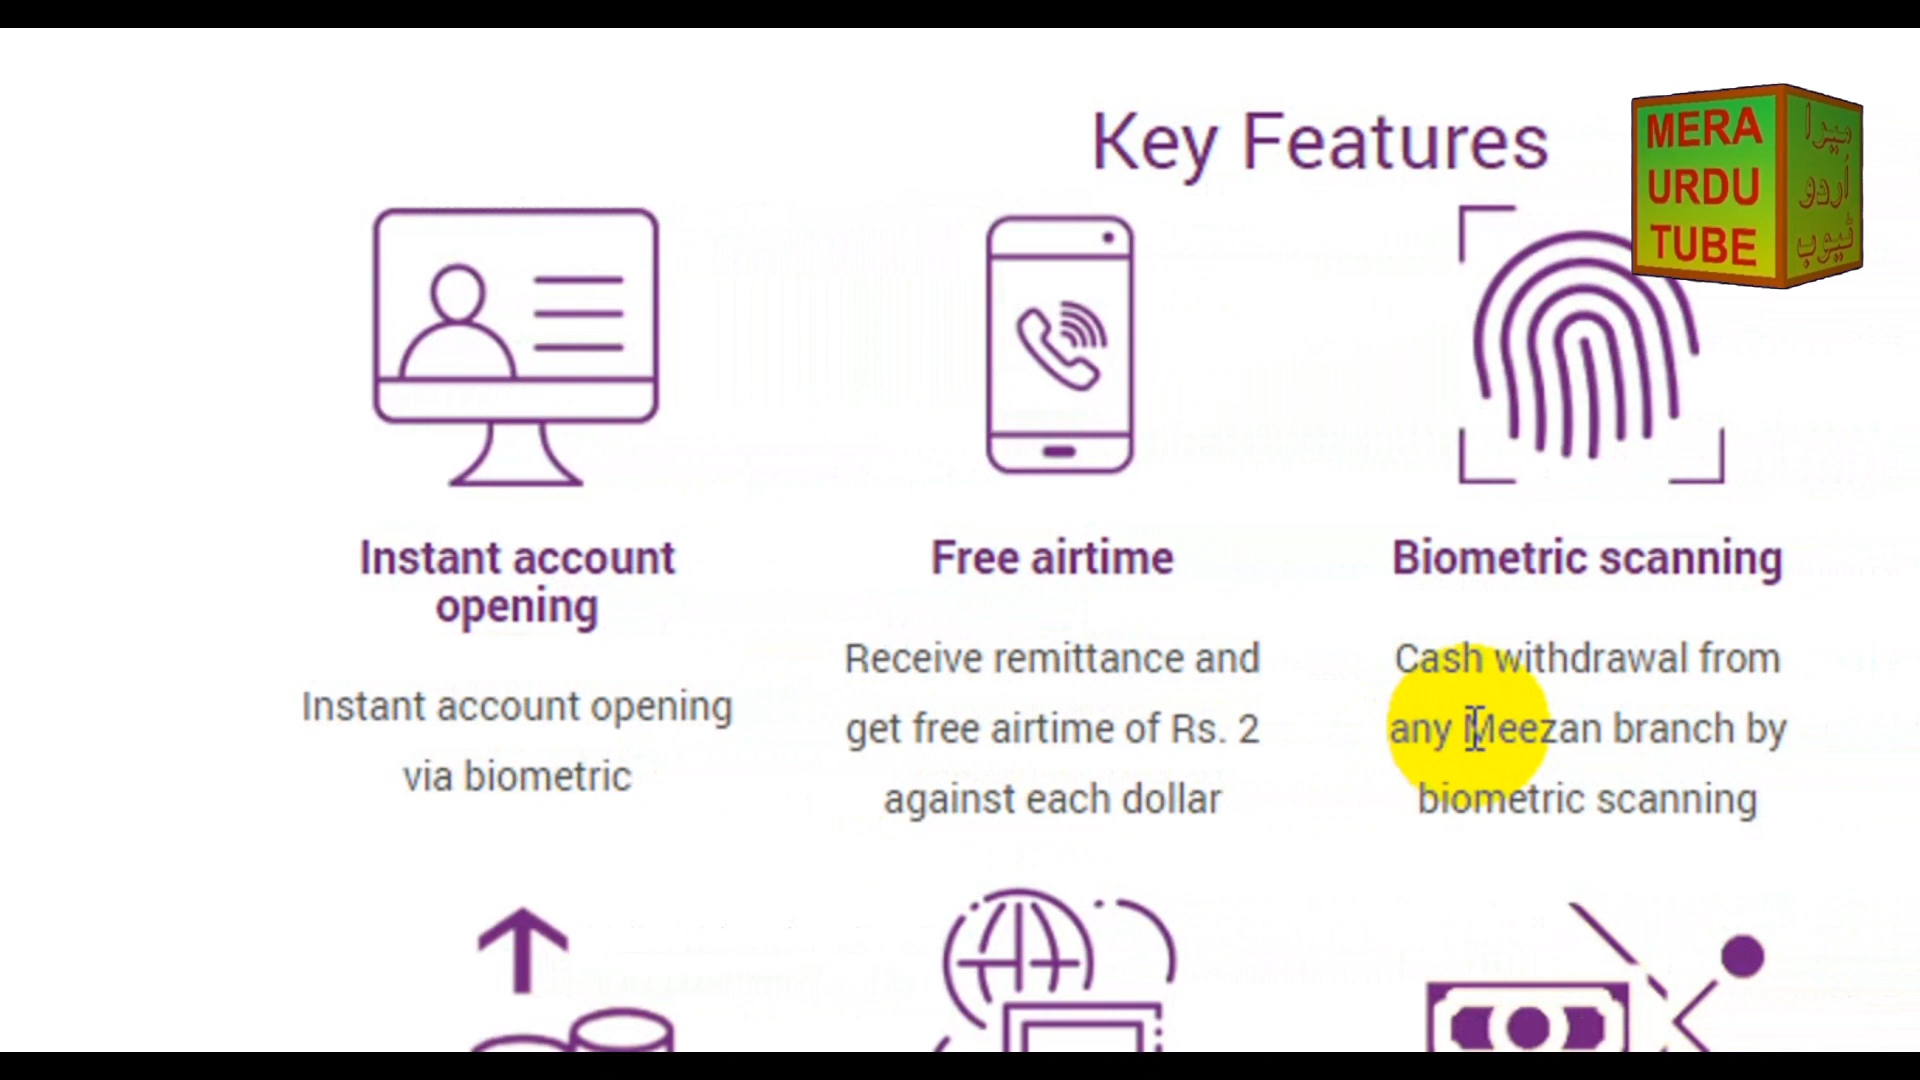 Key Features
MERA
URDU
TUBE
میرا
اُردو
ٹیوب
Instant account
opening
Instant account opening
via biometric
Free airtime
Receive remittance and
get free airtime of Rs. 2
against each dollar
Biometric scanning
Cash withdrawal from
any Meezan branch by
biometric scanning